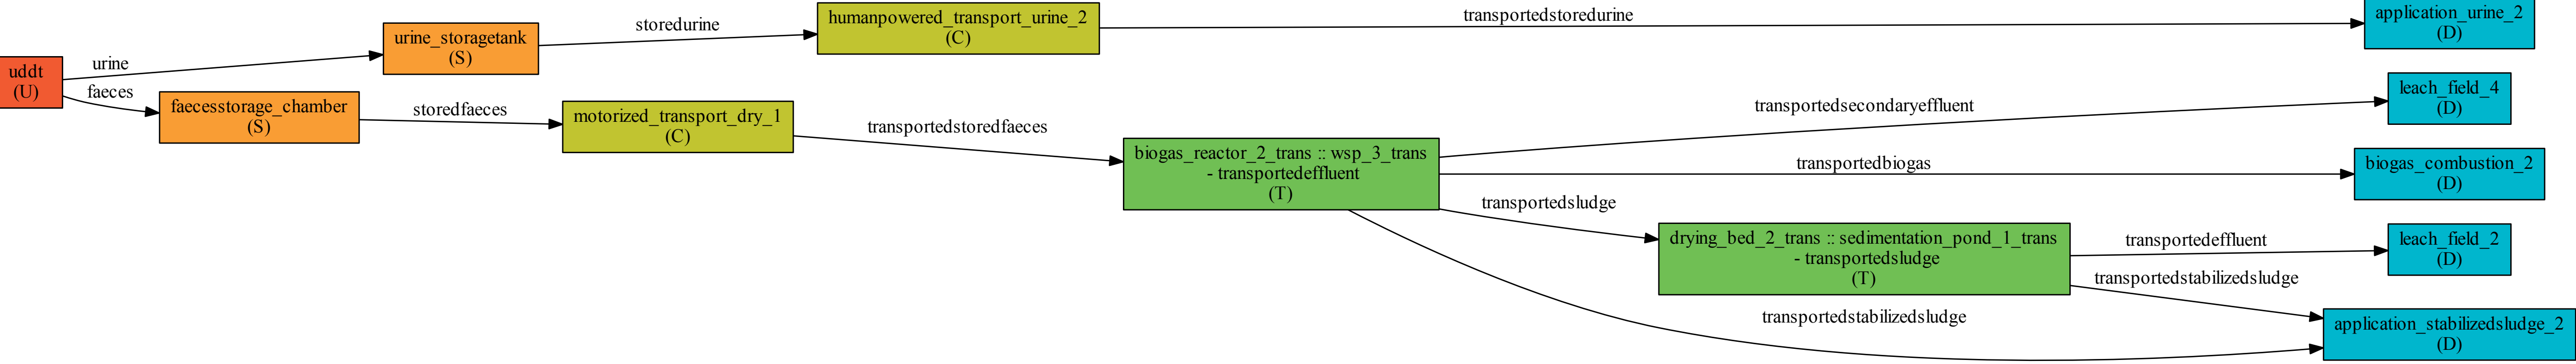 uddt
(U)
urine
faeces
urine_storagetank
(S)
faecesstorage_chamber
(S)
storedurine
storedfaeces
humanpowered_transport_urine_2
(C)
motorized_transport_dry_1
(C)
transportedstoredurine
transportedstoredfaeces
biogas_reactor_2_trans :: wsp_3_trans
- transportedeffluent
(T)
transportedsecondaryeffluent
transportedbiogas
transportedsludge
transportedstabilizedsludge
drying_bed_2_trans :: sedimentation_pond_1_trans
- transportedsludge
(T)
transportedeffluent
transportedstabilizedsludge
application_urine_2
(D)
leach_field_4
(D)
biogas_combustion_2
(D)
leach_field_2
(D)
application_stabilizedsludge_2
(D)